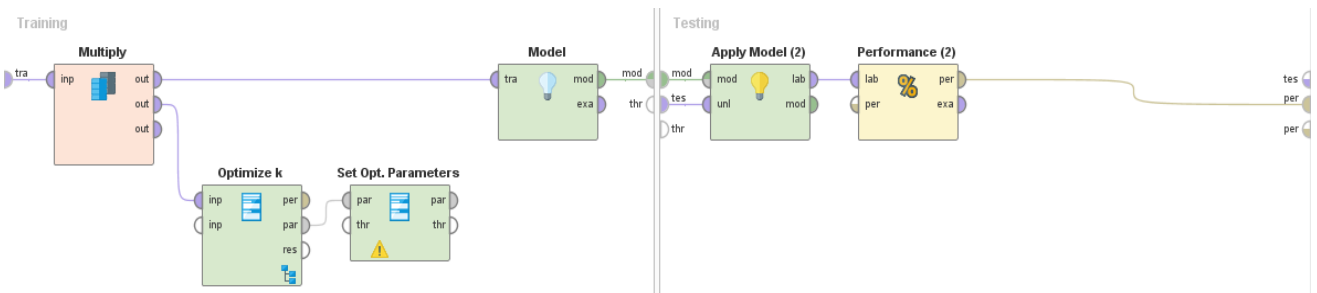 Training
Testing
Multiply
Model
Apply Model (2)
Performance (2)
tra
inp
out
out
out
tra
mod
exa
mod
thr
mod
tes
thr
mod
unl
lab
mod
lab
per
per
exa
tes
per
per
Optimize k
Set Opt. Parameters
inp
inp
per
par
res
par
thr
par
thr
%